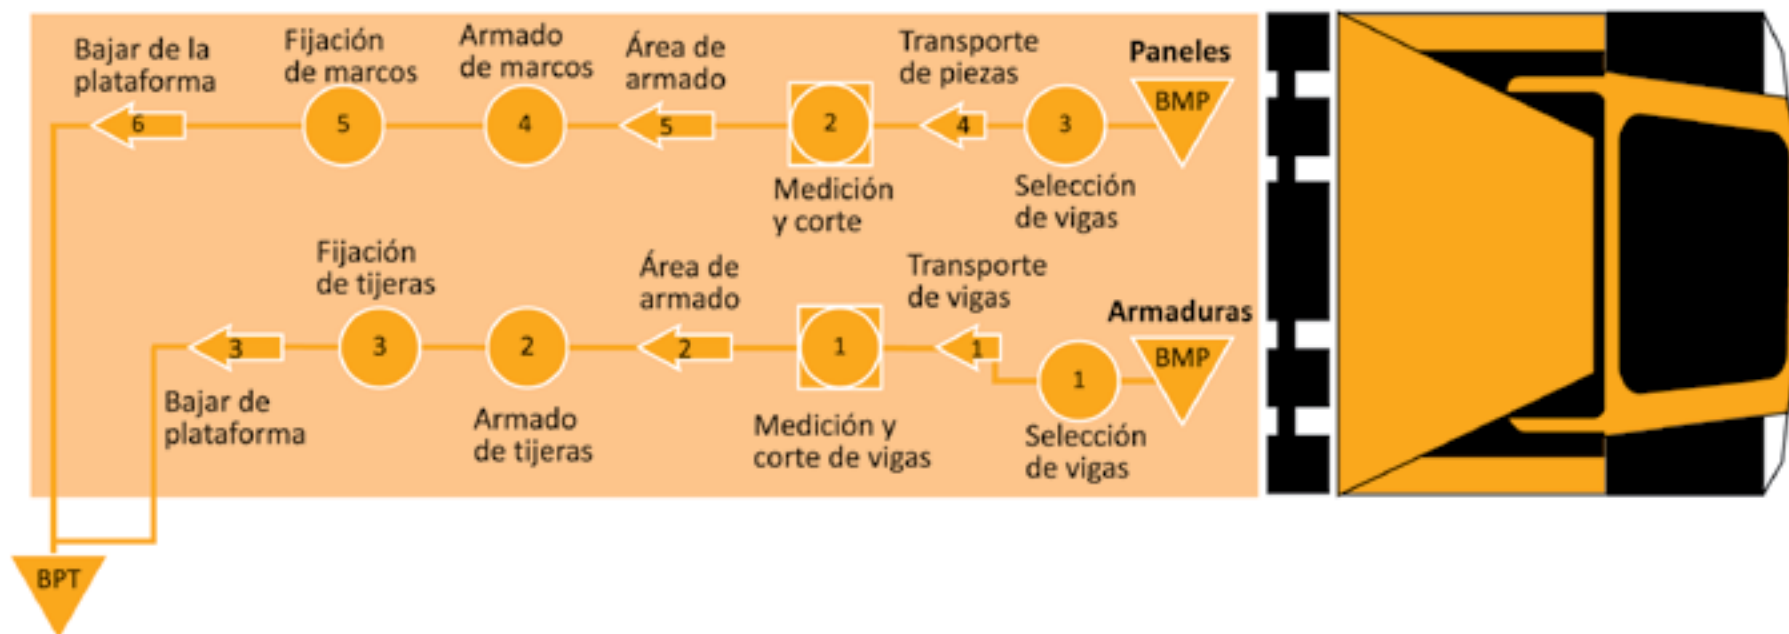 Bajar de la
plataforma
Fijación
de marcos
Armado
de marcos
Área de
armado
Transporte
de piezas
Paneles
BMP
6
5
4
5
2
4
3
Medición
y corte
Selección
de vigas
Fijación
de tijeras
Área de
armado
Transporte
de vigas
Armaduras
BMP
3
3
2
2
1
1
1
Bajar de
plataforma
Armado
de tijeras
Medición y
corte de vigas
Selección
de vigas
BPT